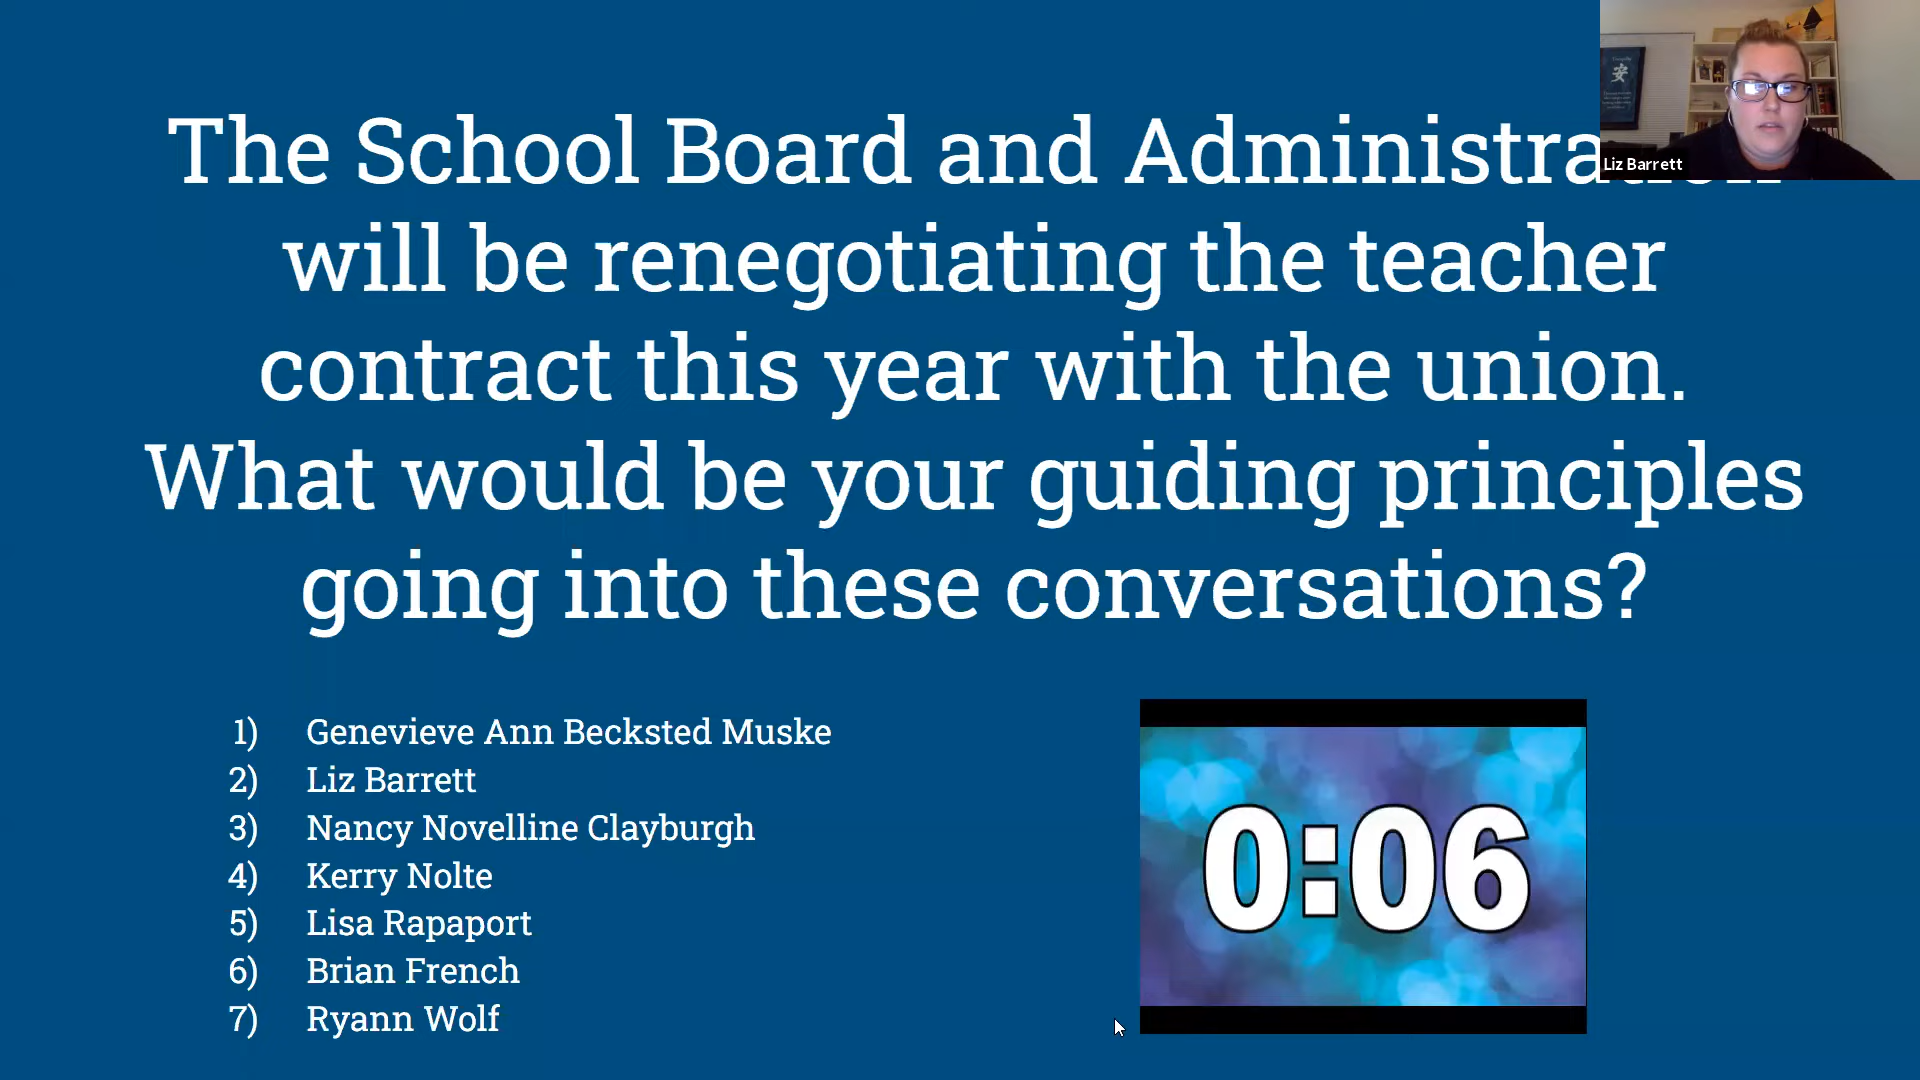 The School Board and Administration
will be renegotiating the teacher
contract this year with the union.
What would be your guiding principles
going into these conversations?
安
Liz Barrett
1) Genevieve Ann Becksted Muske
2) Liz Barrett
3) Nancy Novelline Clayburgh
4) Kerry Nolte
5) Lisa Rapaport
6) Brian French
7) Ryann Wolf
0:06